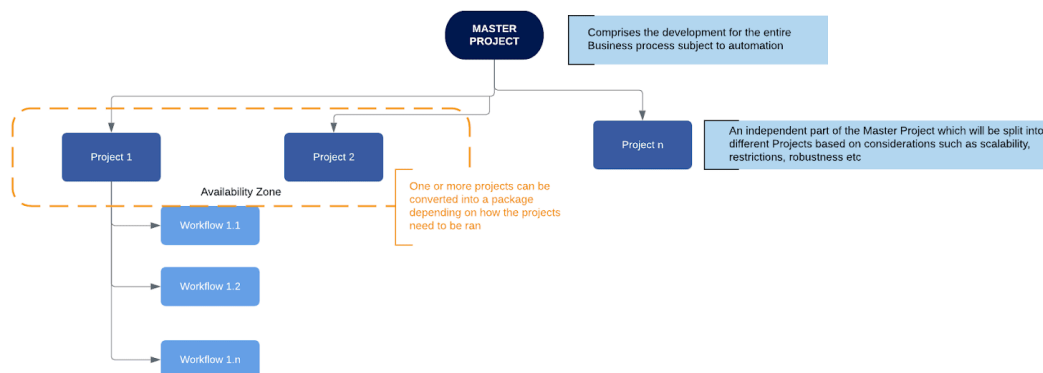 MASTER
PROJECT
Comprises the development for the entire
Business process subject to automation
Project 1
Project 2
Project n
An independent part of the Master Project which will be split into
different Projects based on considerations such as scalability,
restrictions, robustness etc
Availability Zone
One or more projects can be
converted into a package
depending on how the projects
need to be ran
Workflow 1.1
Workflow 1.2
Workflow 1.n